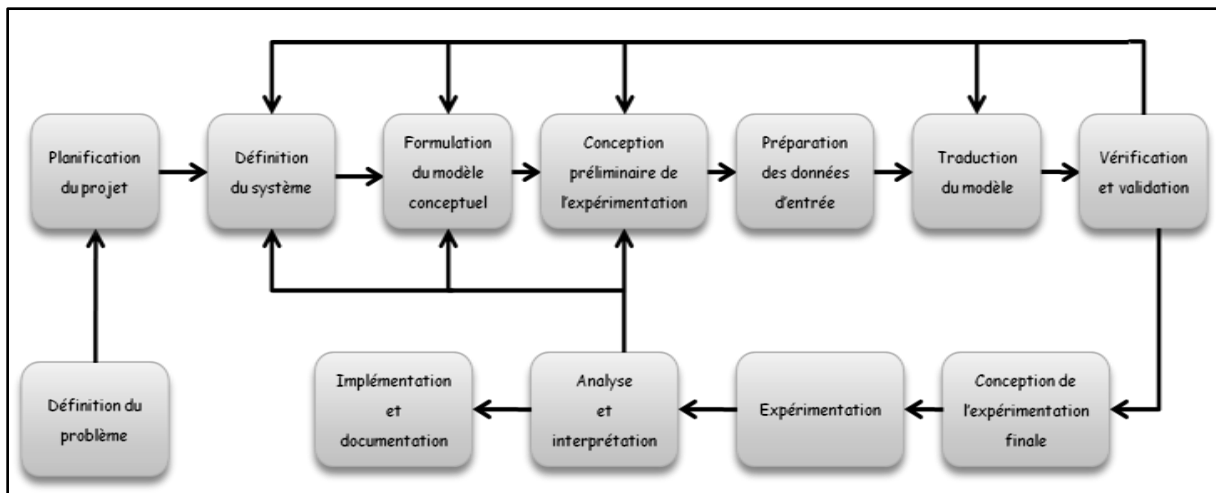 Planification
du projet
Définition
du système
Formulation
du modèle
conceptuel
Conception
préliminaire de
l'expérimentation
Préparation
des données
d'entrée
Traduction
du modèle
Vérification
et validation
Définition du
problème
Implémentation
et
documentation
Analyse
et
interprétation
Expérimentation
Conception de
l'expérimentation
finale